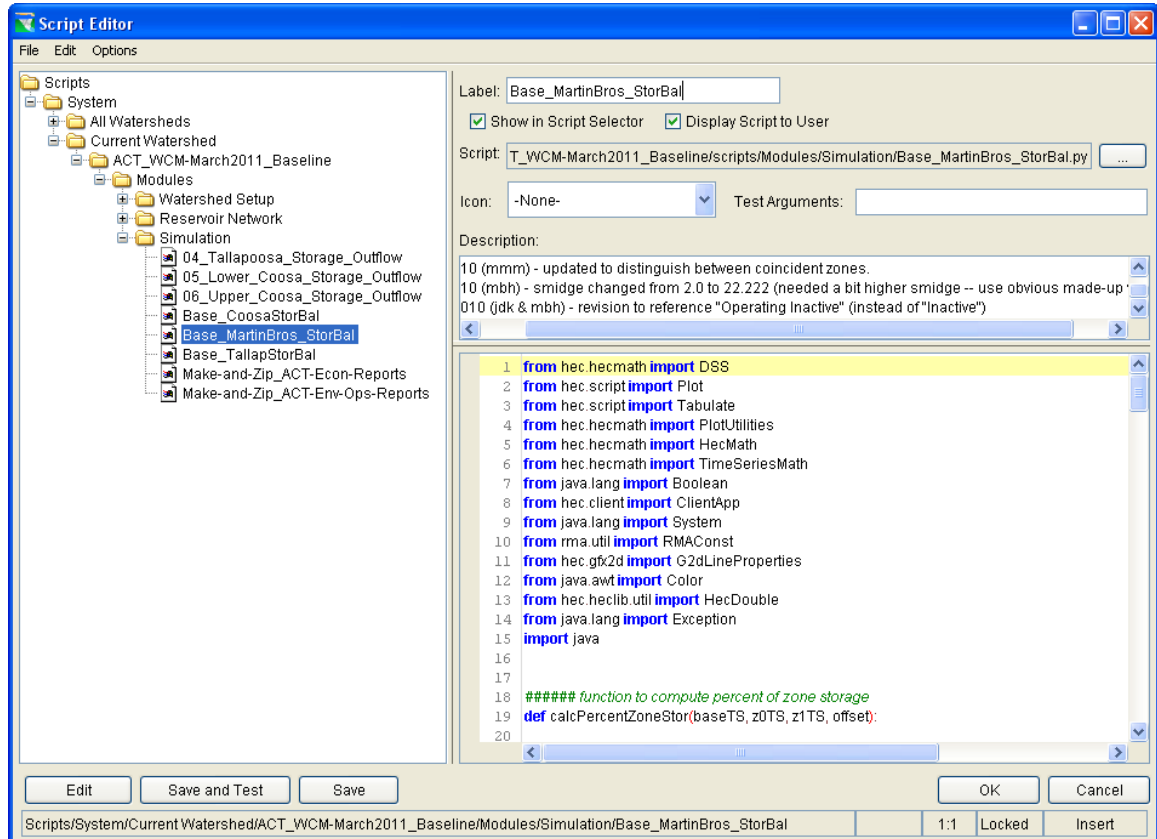 Script Editor
File Edit Options
Scripts
System
All Watersheds
Current Watershed
ACT_WCM-March2011_Baseline
Modules
Watershed Setup
Reservoir Network
Simulation
04_Tallapoosa_Storage_Outflow
05_Lower_Coosa_Storage_Outflow
06_Upper_Coosa_Storage_Outflow
Base_CoosaStorBal
Base_MartinBros_StorBal
Base_TallapStorBal
Make-and-Zip_ACT-Econ-Reports
Make-and-Zip_ACT-Env-Ops-Reports
Label: Base_MartinBros_StorBal
Show in Script Selector Display Script to User
Script: T_WCM-March2011_Baseline/scripts/Modules/Simulation/Base_MartinBros_StorBal.py ...
Icon: -None- Test Arguments:
Description:
10 (mmm) - updated to distinguish between coincident zones.
10 (mbh) - smidge changed from 2.0 to 22.222 (needed a bit higher smidge -- use obvious made-up
010 (jdk & mbh) - revision to reference "Operating Inactive" (instead of "Inactive")
1 from hec.hecmath import DSS
2 from hec.script import Plot
3 from hec.script import Tabulate
4 from hec.hecmath import PlotUtilities
5 from hec.hecmath import HecMath
6 from hec.hecmath import TimeSeriesMath
7 from java.lang import Boolean
8 from hec.client import ClientApp
9 from java.lang import System
10 from rma.util import RMAConst
11 from hec.gfx2d import G2dLineProperties
12 from java.awt import Color
13 from hec.heclib.util import HecDouble
14 from java.lang import Exception
15 import java
16
17
18 ###### function to compute percent of zone storage
19 def calcPercentZoneStor(baseTS, z0TS, z1TS, offset):
20
Edit Save and Test Save OK Cancel
Scripts/System/Current Watershed/ACT_WCM-March2011_Baseline/Modules/Simulation/Base_MartinBros_StorBal 1:1 Locked Insert